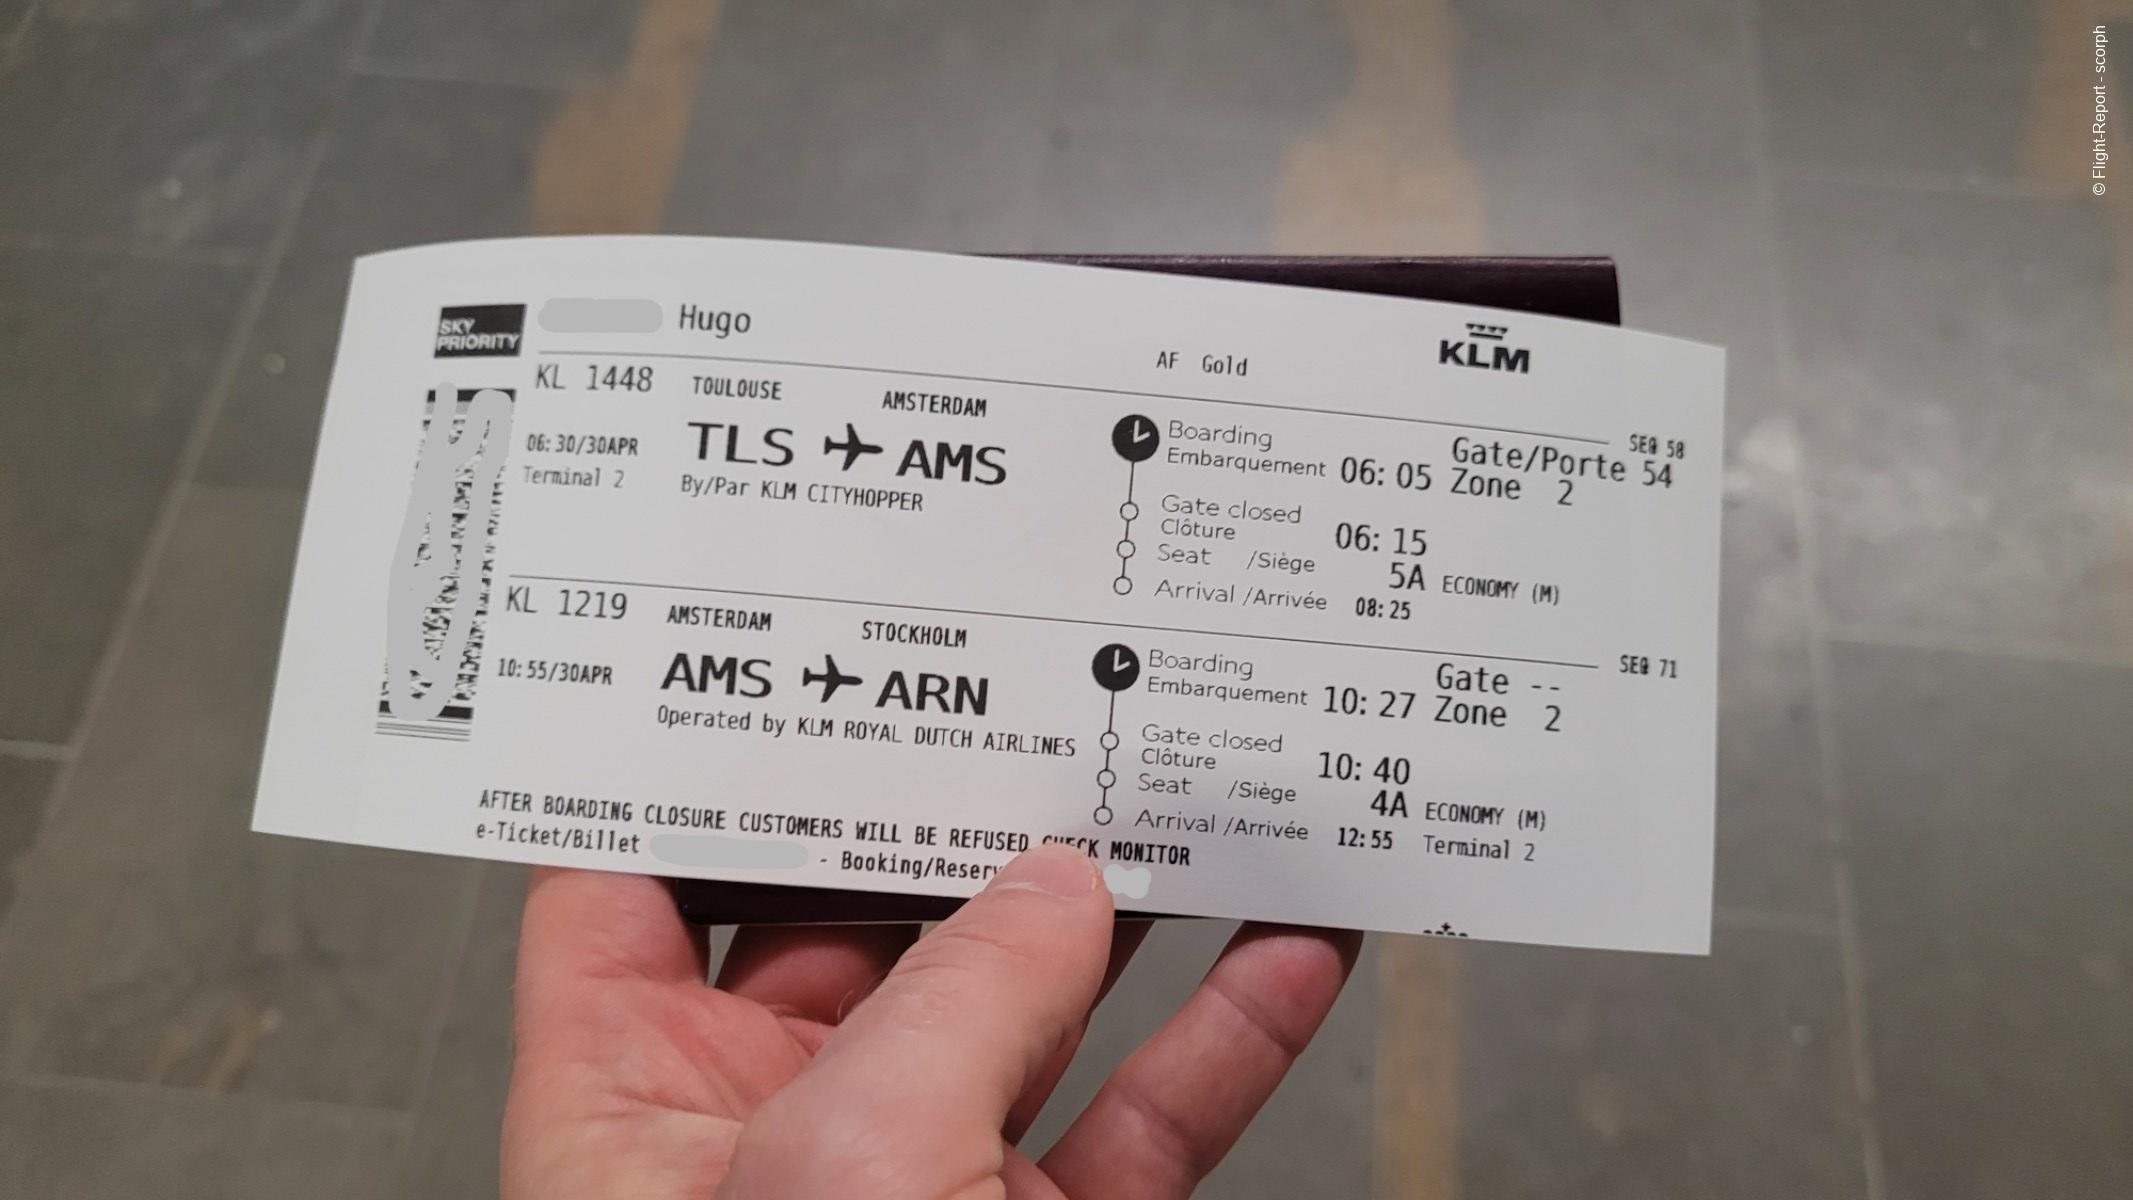 © Flight-Report - scorph
SKY PRIORITY
Hugo
AF Gold
KLM
KL 1448 TOULOUSE AMSTERDAM
SEQ 58
06:30/30APR TLS AMS
Terminal 2
By/Par KLM CITYHOPPER
Boarding
Embarquement 06:05
Gate/Porte 54
Zone 2
Gate closed
Clôture 06:15
Seat /Siège 5A ECONOMY (M)
Arrival /Arrivée 08:25
KL 1219 AMSTERDAM STOCKHOLM
SEQ 71
10:55/30APR AMS ARN
Operated by KLM ROYAL DUTCH AIRLINES
Boarding
Embarquement 10:27
Gate --
Zone 2
Gate closed
Clôture 10:40
Seat /Siège 4A ECONOMY (M)
Arrival /Arrivée 12:55 Terminal 2
AFTER BOARDING CLOSURE CUSTOMERS WILL BE REFUSED CHECK MONITOR
e-Ticket/Billet - Booking/Reserv